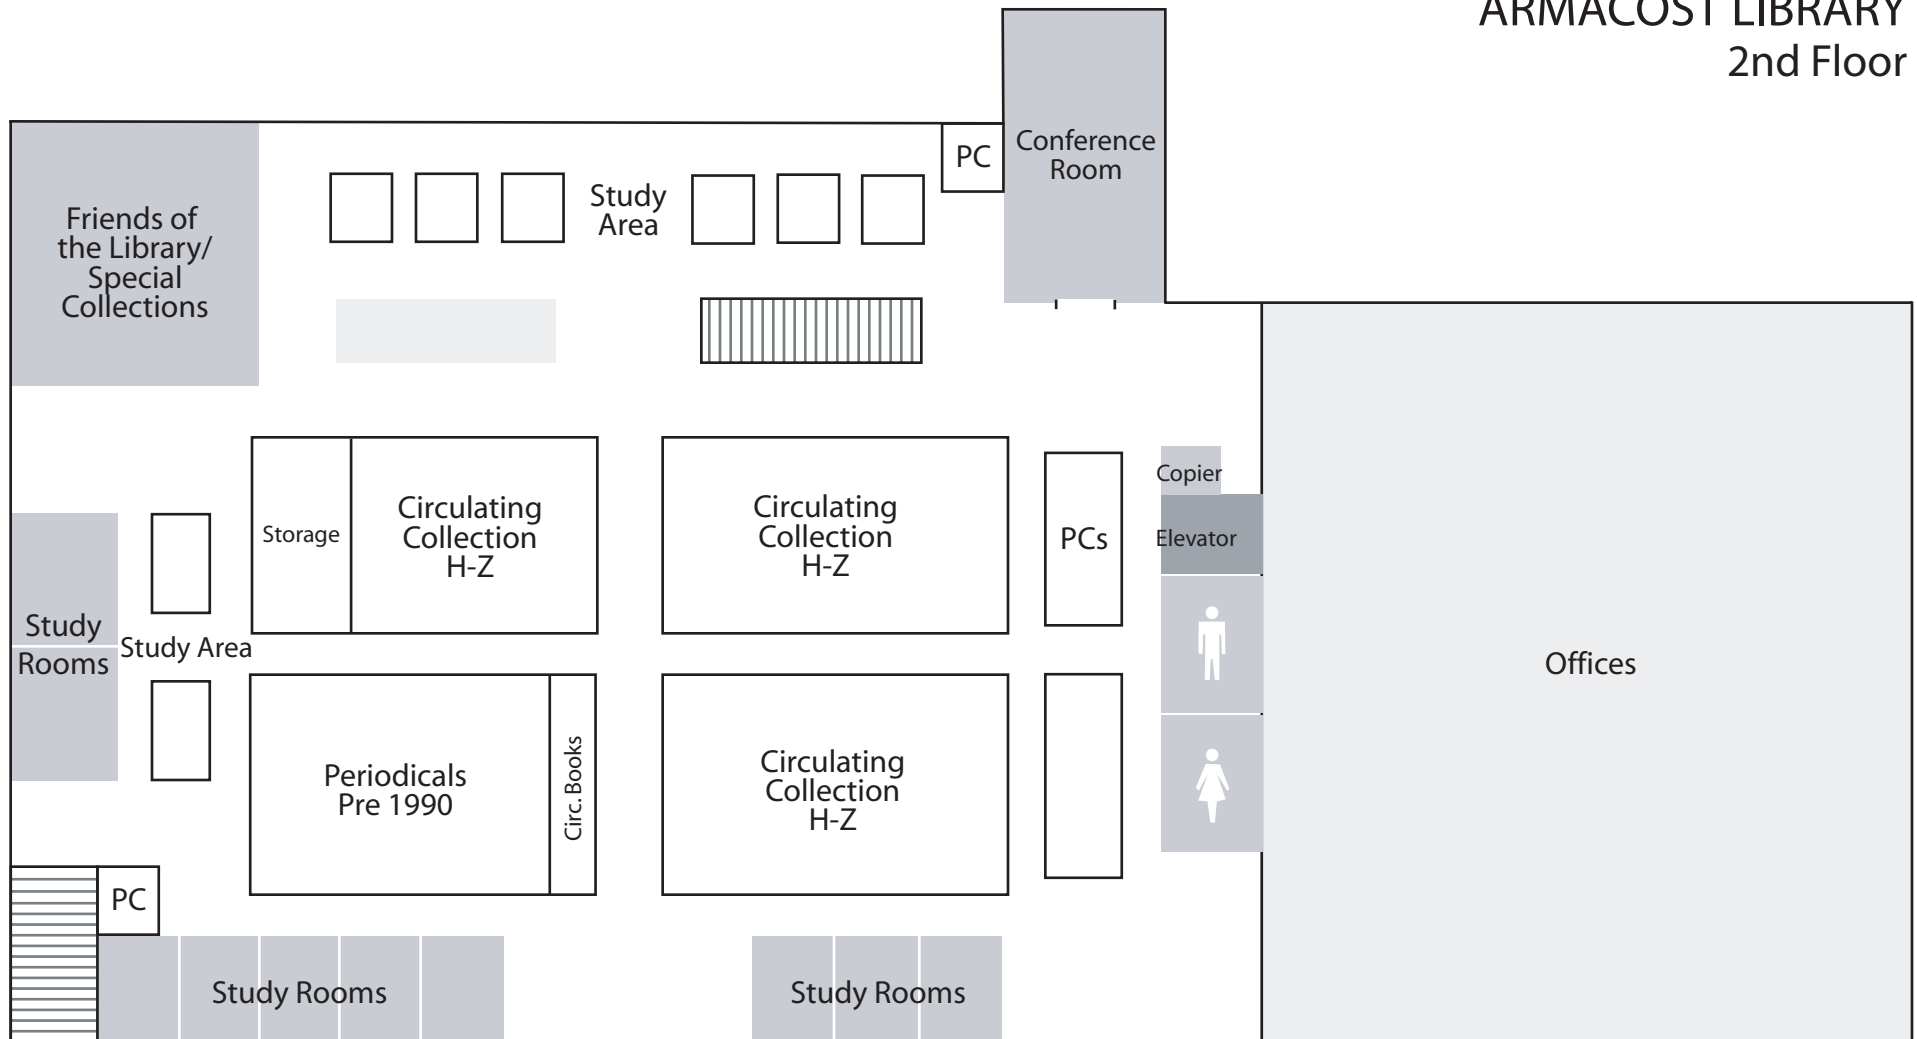 ARMACOST LIBRARY
2nd Floor
Conference
Room
PC
Study
Area
Friends of
the Library/
Special
Collections
Storage
Circulating
Collection
H-Z
Circulating
Collection
H-Z
PCs
Copier
Elevator
Study
Rooms
Study Area
Offices
Periodicals
Pre 1990
Circ. Books
Circulating
Collection
H-Z
PC
Study Rooms
Study Rooms